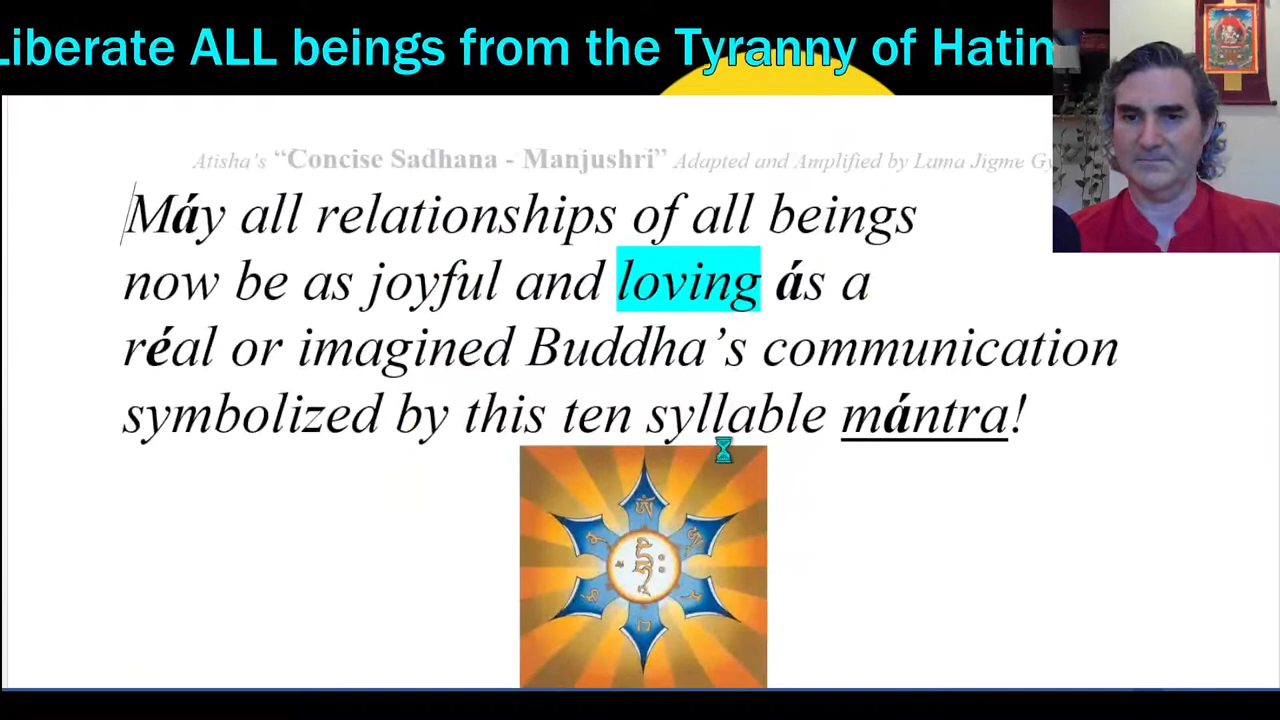 Liberate ALL beings from the Tyranny of Hatin
Atisha's “Concise Sadhana - Manjushri” Adapted and Amplified by Lama Jigme Gy
Máy all relationships of all beings
now be as joyful and loving ás a
réal or imagined Buddha’s communication
symbolized by this ten syllable mántra!